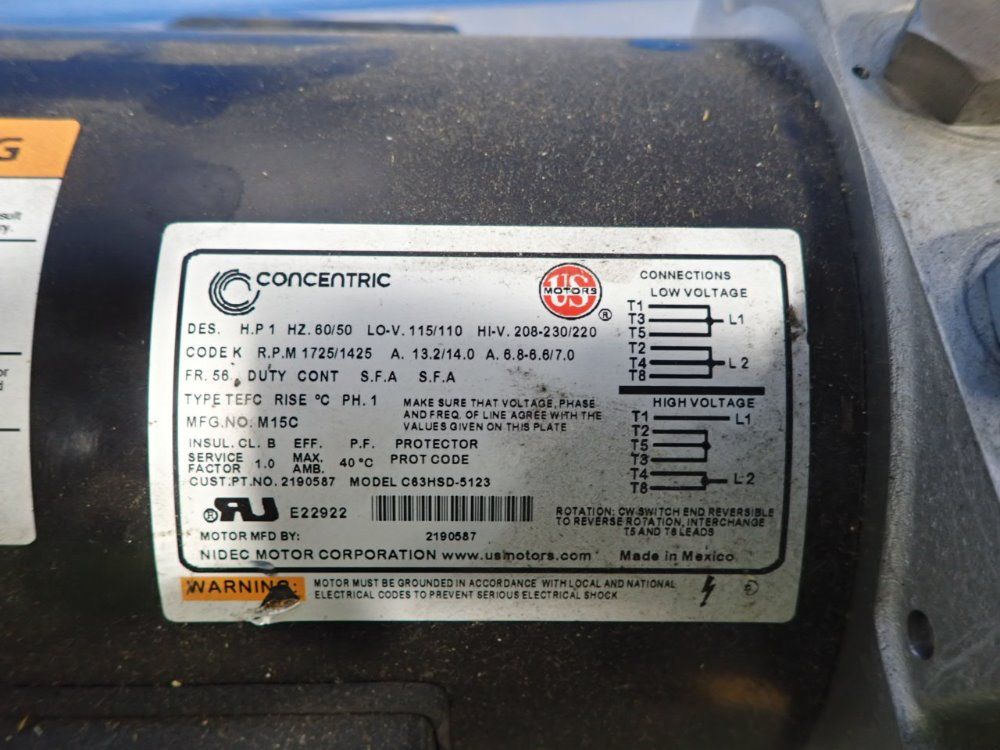 G
sult
ry.
or
d
CONCENTRIC
US
MOTORS
®
DES. H.P 1 HZ. 60/50 LO-V. 115/110 HI-V. 208-230/220
CODE K R.P.M 1725/1425 A. 13.2/14.0 A. 6.8-6.6/7.0
FR. 56 DUTY CONT S.F.A S.F.A
TYPE TEFC RISE °C PH. 1
MFG.NO: M15C
MAKE SURE THAT VOLTAGE, PHASE
AND FREQ. OF LINE AGREE WITH THE
VALUES GIVEN ON THIS PLATE
INSUL. CL. B EFF. P.F. PROTECTOR
SERVICE FACTOR 1.0 MAX. AMB. 40 °C PROT CODE
CUST.PT.NO. 2190587 MODEL C63HSD-5123
E22922
MOTOR MFD BY: 2190587
NIDEC MOTOR CORPORATION www.usmotors.com Made in Mexico
CONNECTIONS
LOW VOLTAGE
T1
T3 L1
T5
T2
T4 L2
T8
HIGH VOLTAGE
T1 L1
T2
T5
T3
T4 L2
T8
ROTATION: CW SWITCH END REVERSIBLE
TO REVERSE ROTATION, INTERCHANGE
T5 AND T8 LEADS
WARNING: MOTOR MUST BE GROUNDED IN ACCORDANCE WITH LOCAL AND NATIONAL
ELECTRICAL CODES TO PREVENT SERIOUS ELECTRICAL SHOCK